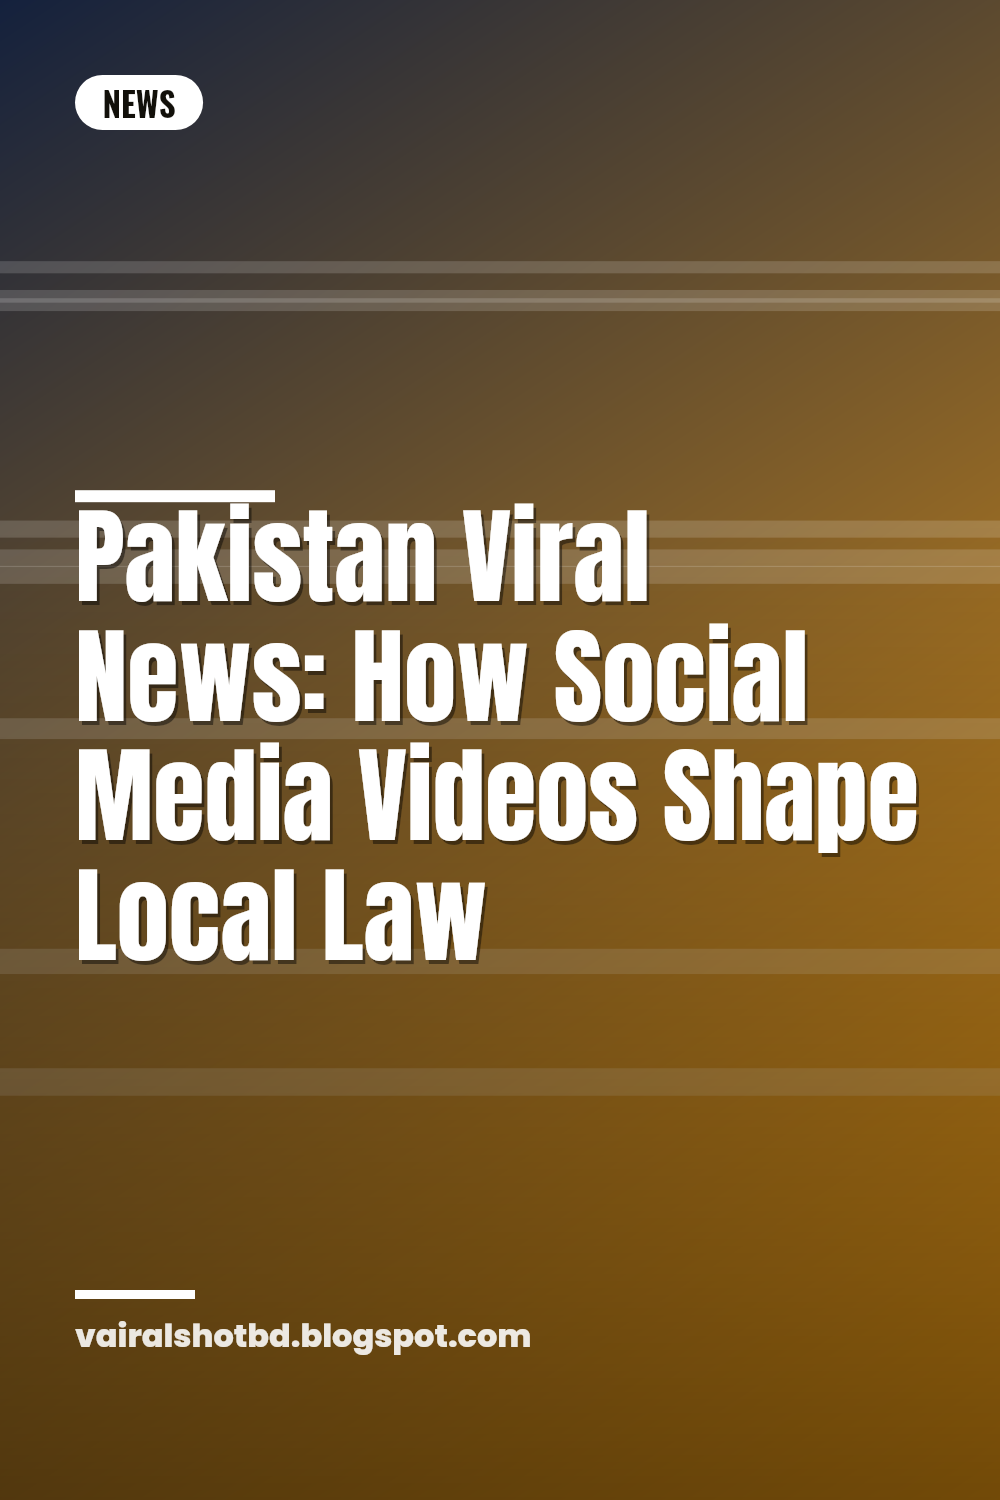 NEWS
Pakistan Viral
News: How Social
Media Videos Shape
Local Law
vairalshotbd.blogspot.com